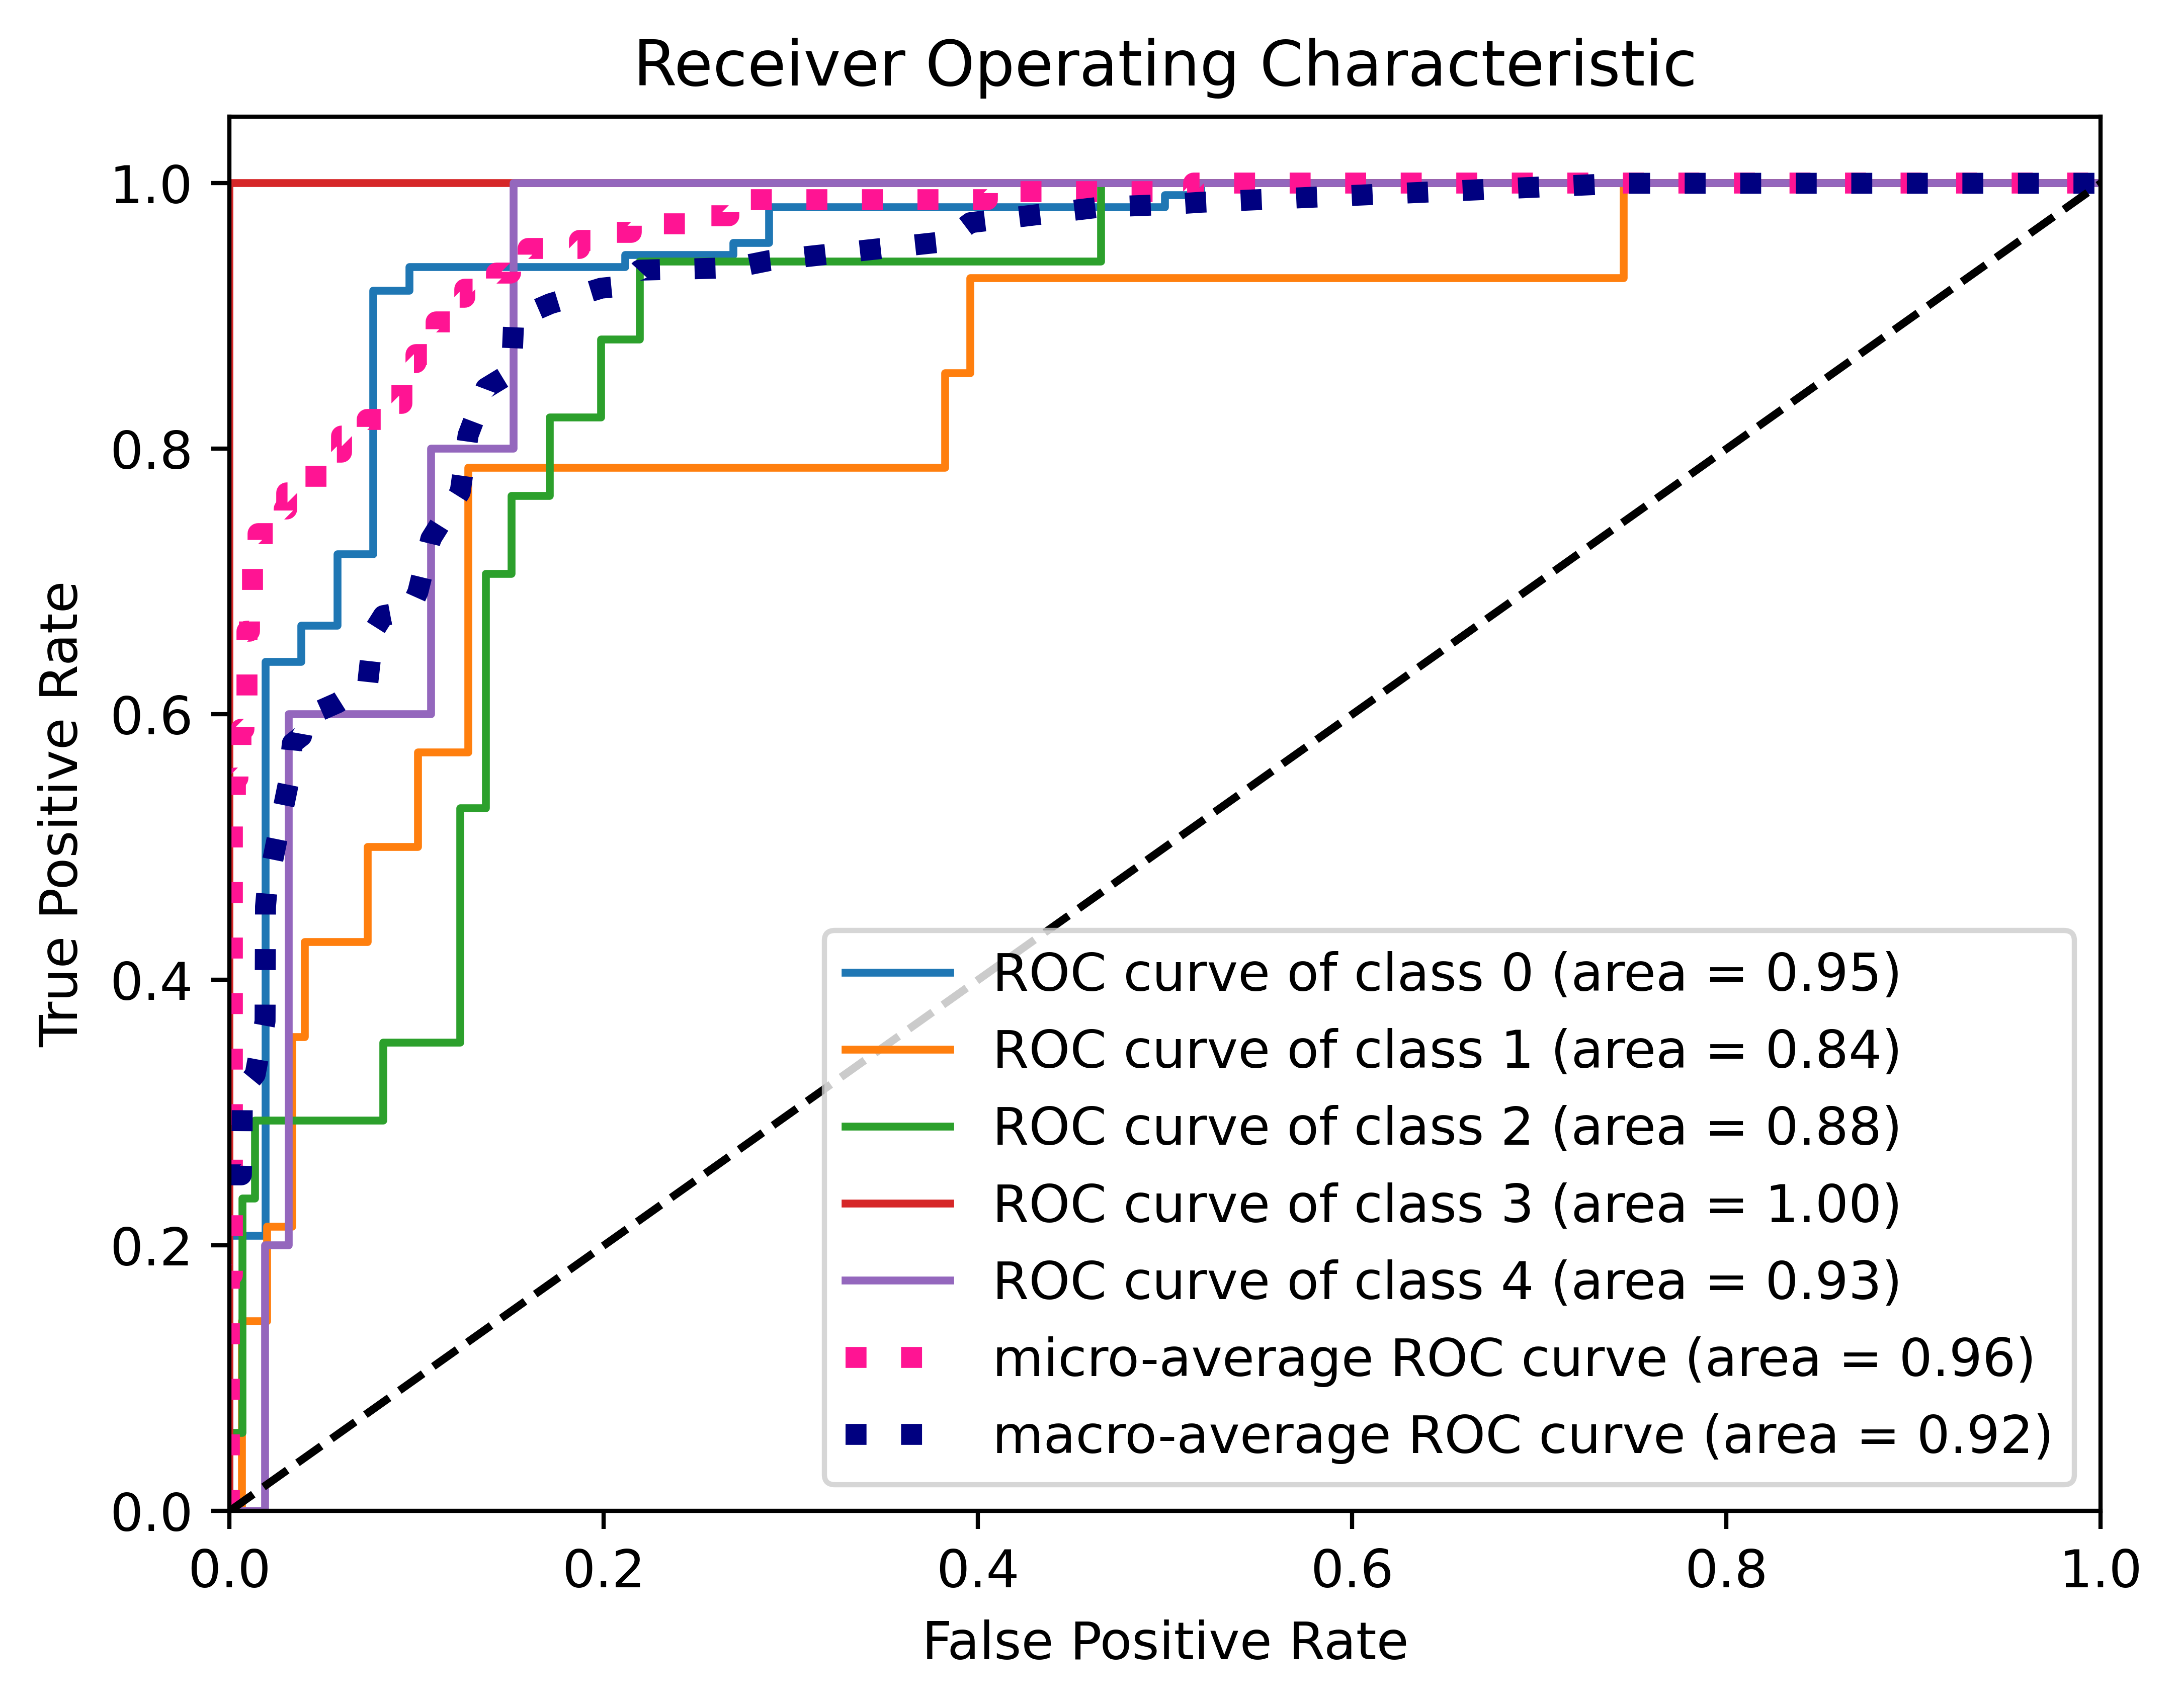 Receiver Operating Characteristic
1.0
0.8
0.6
0.4
0.2
0.0
True Positive Rate
ROC curve of class 0 (area = 0.95)
ROC curve of class 1 (area = 0.84)
ROC curve of class 2 (area = 0.88)
ROC curve of class 3 (area = 1.00)
ROC curve of class 4 (area = 0.93)
micro-average ROC curve (area = 0.96)
macro-average ROC curve (area = 0.92)
0.0 0.2 0.4 0.6 0.8 1.0
False Positive Rate